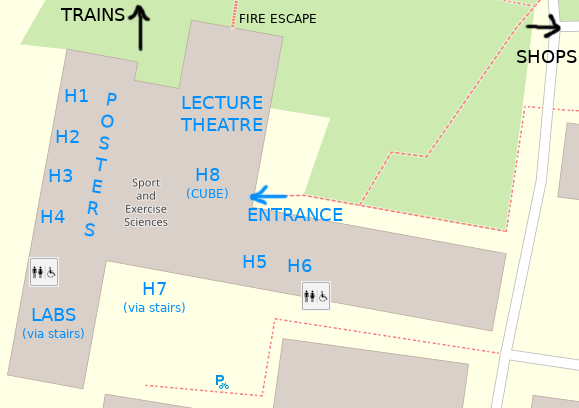 TRAINS
FIRE ESCAPE
SHOPS
H1
POSTERS
LECTURE
THEATRE
H2
H3
H8
(CUBE)
Sport
and
Exercise
Sciences
H4
ENTRANCE
H5
H6
H7
(via stairs)
LABS
(via stairs)
P